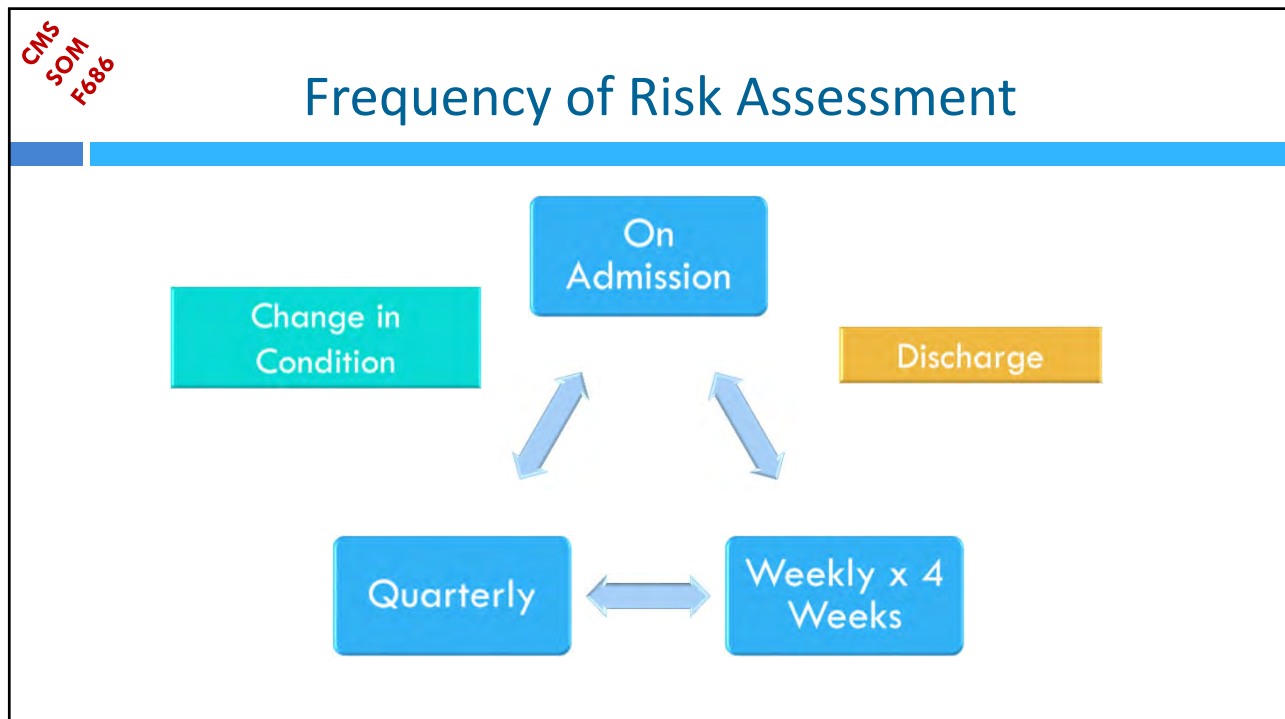 CMS
SOM
F686
Frequency of Risk Assessment
On
Admission
Change in
Condition
Discharge
Quarterly
Weekly x 4
Weeks